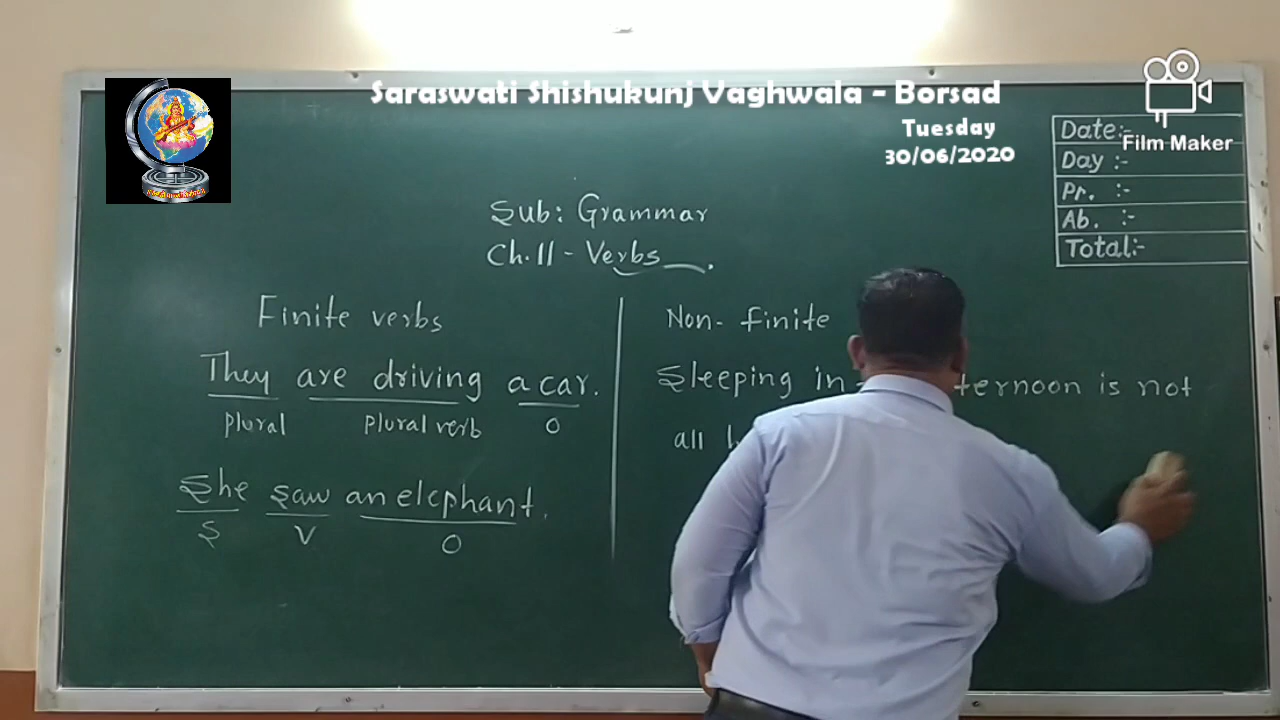 Saraswati Shishukunj Vaghwala - Borsad
Tuesday
30/06/2020
Film Maker
Date:-
Day :-
Pr. :-
Ab. :-
Total:-
Sub: Grammar
Ch.11 - Verbs
Finite verbs
They are driving a car.
plural plural verb O
She saw an elephant.
S V O
Non- finite
Sleeping in ternoon is not
all